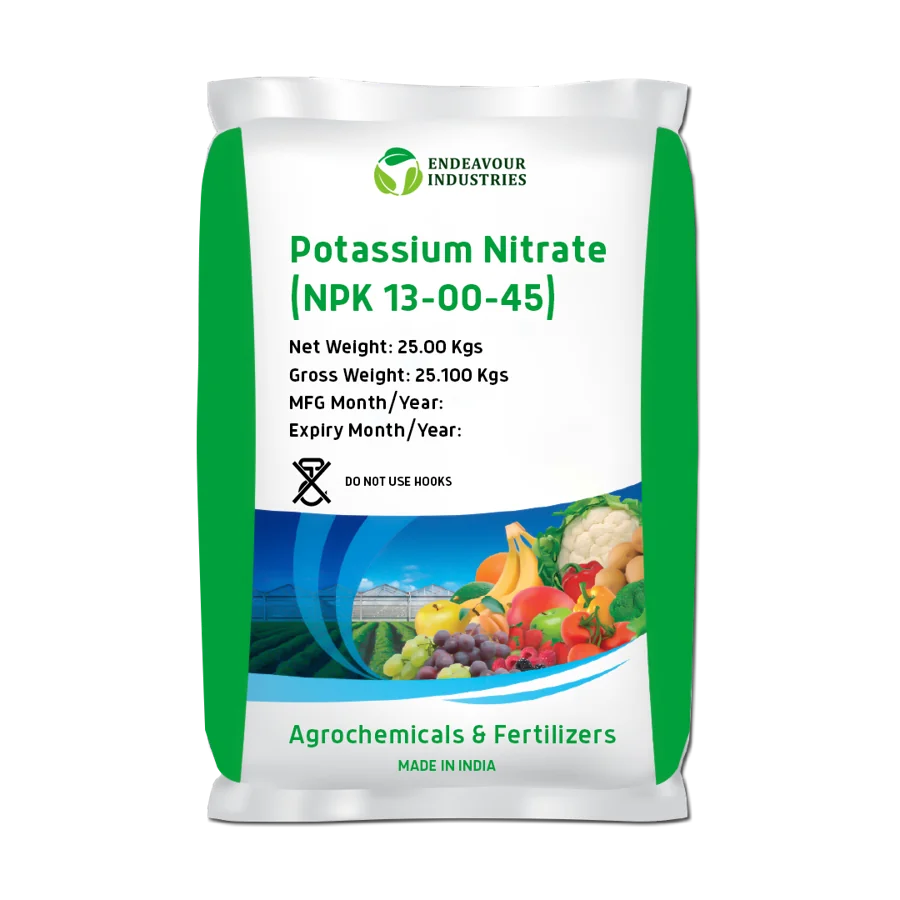 ENDEAVOUR
INDUSTRIES
Potassium Nitrate
(NPK 13-00-45)
Net Weight: 25.00 Kgs
Gross Weight: 25.100 Kgs
MFG Month/Year:
Expiry Month/Year:
DO NOT USE HOOKS
Agrochemicals & Fertilizers
MADE IN INDIA